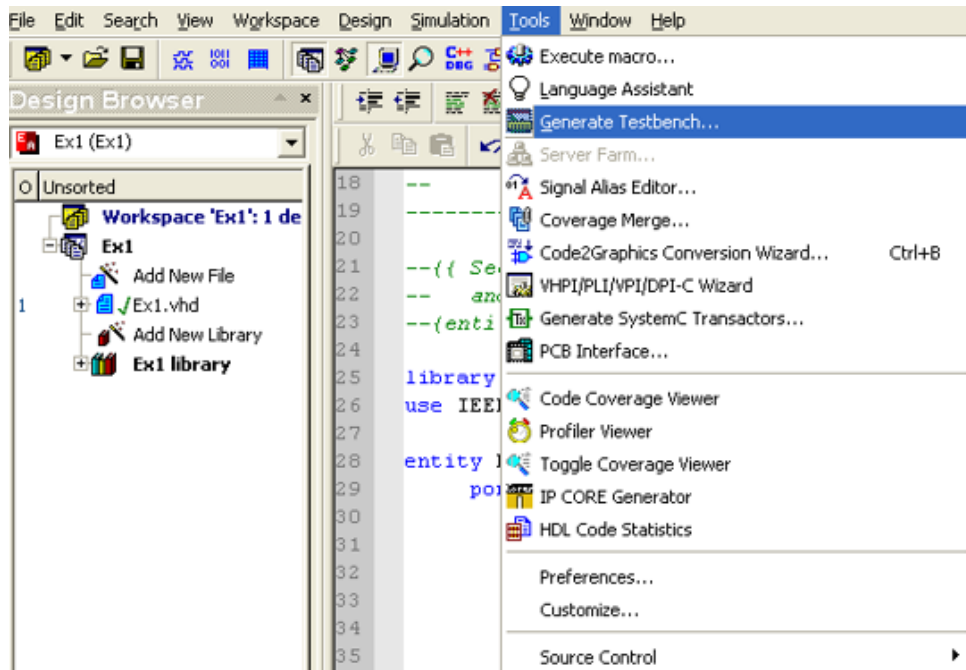 File Edit Search View Workspace Design Simulation Tools Window Help
C++ DBG
Design Browser
Ex1 (Ex1)
O Unsorted
Workspace 'Ex1': 1 de
Ex1
Add New File
1 Ex1.vhd
Add New Library
Ex1 library
18 --
19 --------
20
21 --{{ Se
22 -- an
23 --{enti
24
25 library
26 use IEE
27
28 entity
29 po
30
31
32
33
34
35
Execute macro...
Language Assistant
Generate Testbench...
Server Farm...
Signal Alias Editor...
Coverage Merge...
Code2Graphics Conversion Wizard... Ctrl+B
VHPI/PLI/VPI/DPI-C Wizard
Generate SystemC Transactors...
PCB Interface...
Code Coverage Viewer
Profiler Viewer
Toggle Coverage Viewer
IP CORE Generator
HDL Code Statistics
Preferences...
Customize...
Source Control